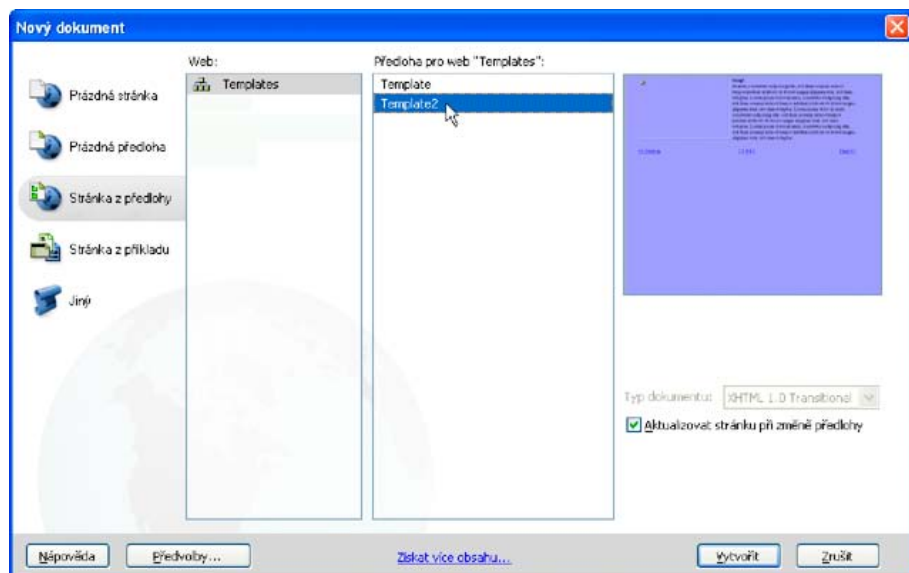 Nový dokument
Web:
Předloha pro web "Templates":
Prázdná stránka
Prázdná předloha
Stránka z předlohy
Stránka z příkladu
Jiný
Templates
Template
Template2
Typ dokumentu: XHTML 1.0 Transitional
Aktualizovat stránku při změně předlohy
Nápověda
Předvolby...
Získat více obsahu...
Vytvořit
Zrušit